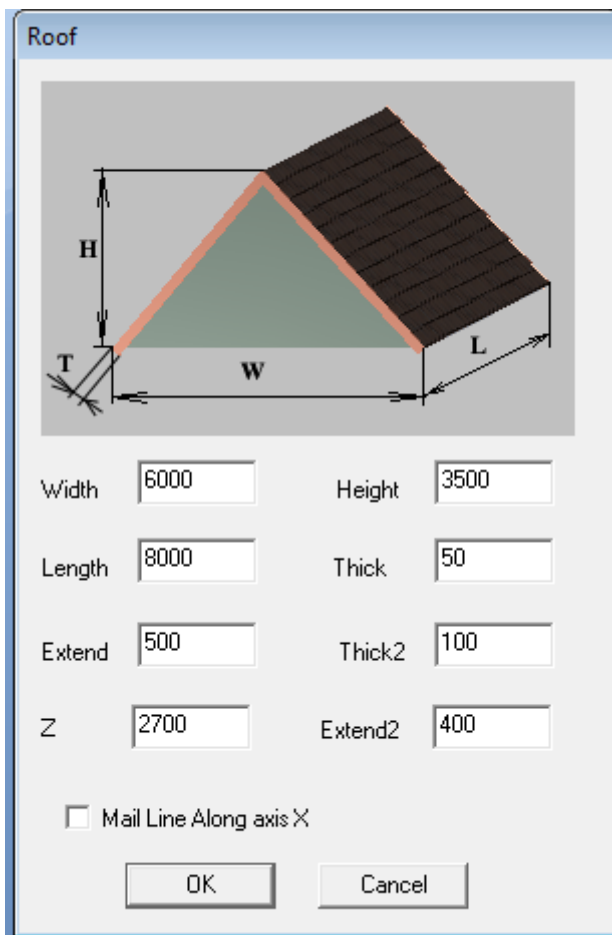 Roof
H
T
W
L
Width 6000 Height 3500
Length 8000 Thick 50
Extend 500 Thick2 100
Z 2700 Extend2 400
Mail Line Along axis X
OK Cancel